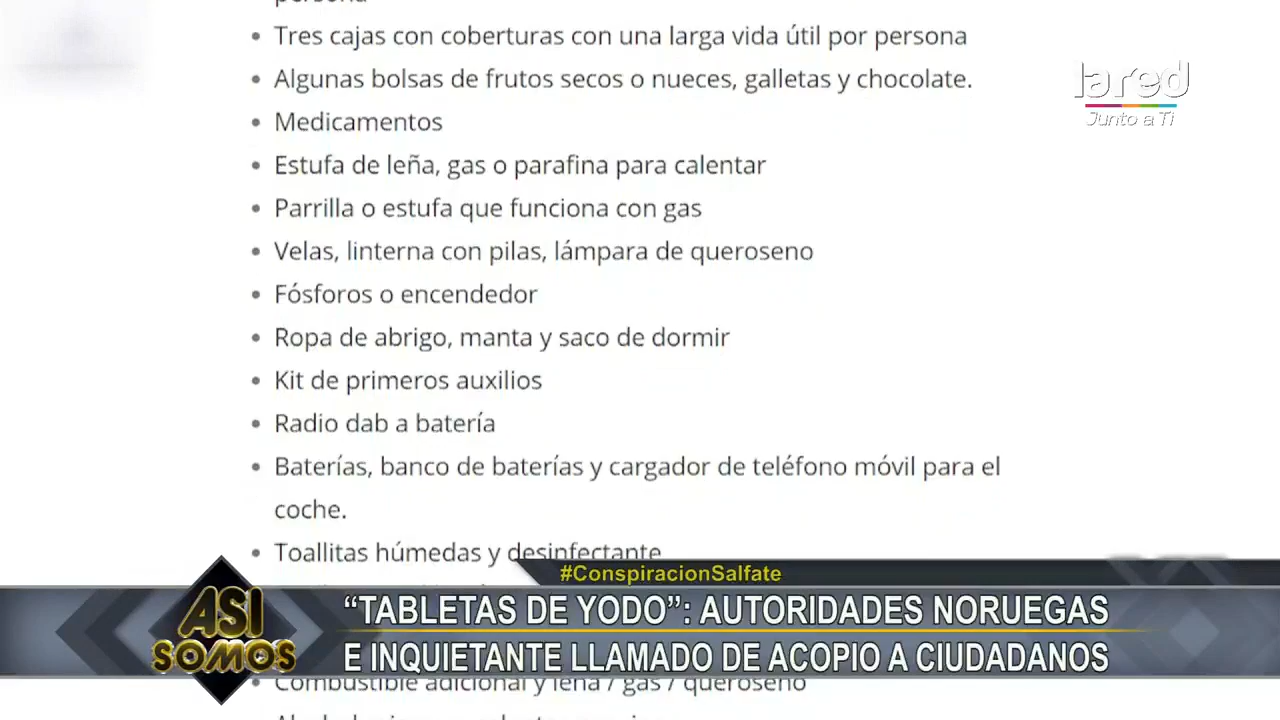 persona
• Tres cajas con coberturas con una larga vida útil por persona
• Algunas bolsas de frutos secos o nueces, galletas y chocolate.
• Medicamentos
• Estufa de leña, gas o parafina para calentar
• Parrilla o estufa que funciona con gas
• Velas, linterna con pilas, lámpara de queroseno
• Fósforos o encendedor
• Ropa de abrigo, manta y saco de dormir
• Kit de primeros auxilios
• Radio dab a batería
• Baterías, banco de baterías y cargador de teléfono móvil para el
coche.
• Toallitas húmedas y desinfectante
• Combustible adicional y leña / gas / queroseno
lared
Junto a Ti
#ConspiracionSalfate
ASI
SOMOS
“TABLETAS DE YODO”: AUTORIDADES NORUEGAS
E INQUIETANTE LLAMADO DE ACOPIO A CIUDADANOS